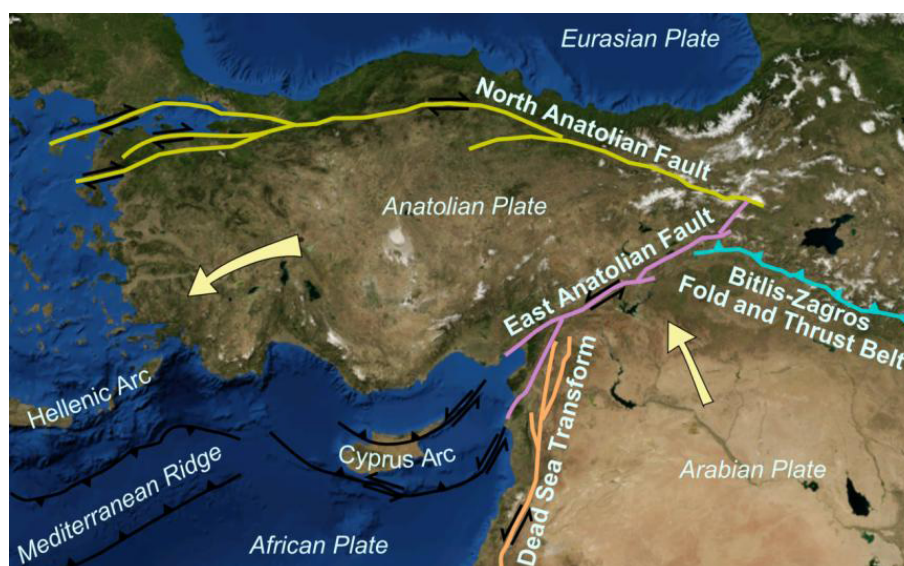 Eurasian Plate
North Anatolian Fault
Anatolian Plate
East Anatolian Fault
Bitlis-Zagros
Fold and Thrust Belt
Hellenic Arc
Cyprus Arc
Dead Sea Transform
Arabian Plate
Mediterranean Ridge
African Plate